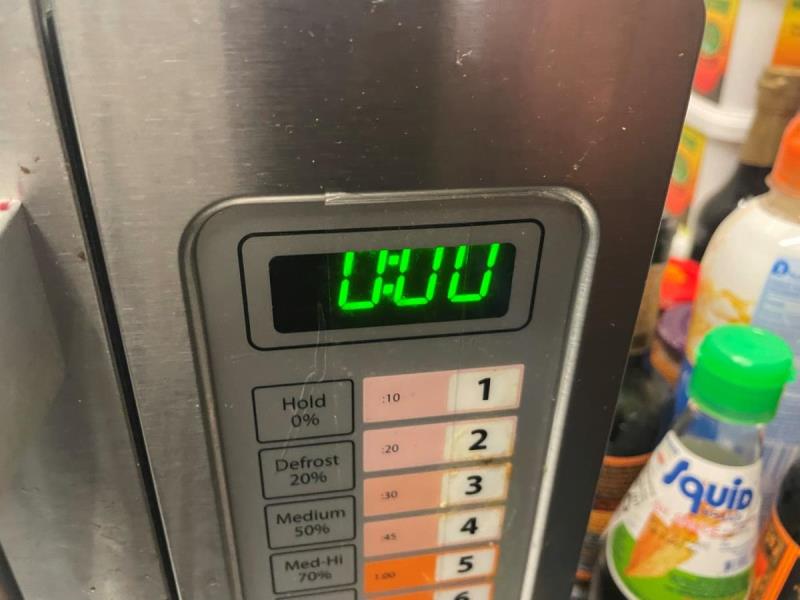 0:00
Hold
0%
:10 1
Defrost
20%
:20 2
:30 3
Medium
50%
:45 4
Med-Hi
70%
1:00 5
6
Squid